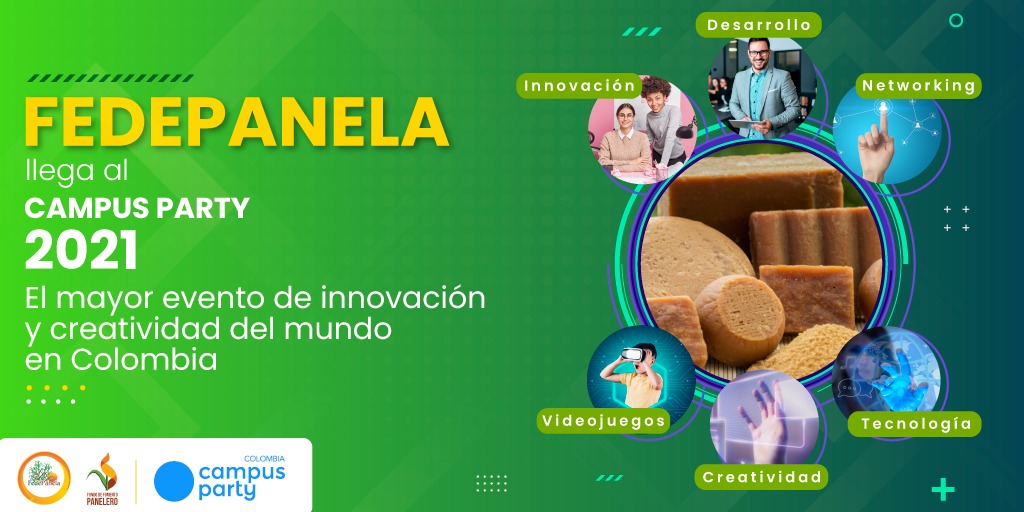 FEDEPANELA
llega al
CAMPUS PARTY
2021
El mayor evento de innovación
y creatividad del mundo
en Colombia
Desarrollo
Innovación
Networking
Videojuegos
Tecnología
Creatividad
Fedepanela
FONDO DE FOMENTO
PANELERO
COLOMBIA
campus
party